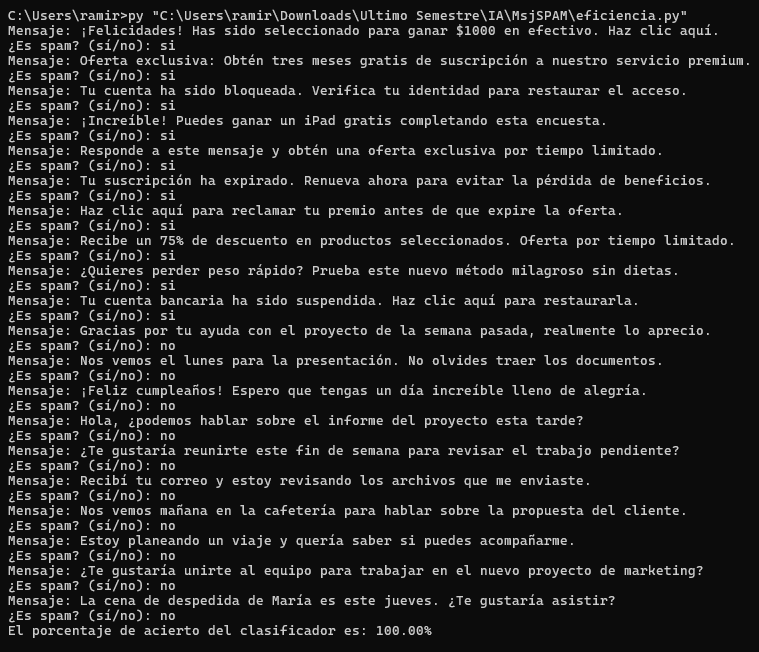 C:\Users\ramir>py "C:\Users\ramir\Downloads\Ultimo Semestre\IA\MsjSPAM\eficiencia.py"
Mensaje: ¡Felicidades! Has sido seleccionado para ganar $1000 en efectivo. Haz clic aquí.
¿Es spam? (sí/no): si
Mensaje: Oferta exclusiva: Obtén tres meses gratis de suscripción a nuestro servicio premium.
¿Es spam? (sí/no): si
Mensaje: Tu cuenta ha sido bloqueada. Verifica tu identidad para restaurar el acceso.
¿Es spam? (sí/no): si
Mensaje: ¡Increíble! Puedes ganar un iPad gratis completando esta encuesta.
¿Es spam? (sí/no): si
Mensaje: Responde a este mensaje y obtén una oferta exclusiva por tiempo limitado.
¿Es spam? (sí/no): si
Mensaje: Tu suscripción ha expirado. Renueva ahora para evitar la pérdida de beneficios.
¿Es spam? (sí/no): si
Mensaje: Haz clic aquí para reclamar tu premio antes de que expire la oferta.
¿Es spam? (sí/no): si
Mensaje: Recibe un 75% de descuento en productos seleccionados. Oferta por tiempo limitado.
¿Es spam? (sí/no): si
Mensaje: ¿Quieres perder peso rápido? Prueba este nuevo método milagroso sin dietas.
¿Es spam? (sí/no): si
Mensaje: Tu cuenta bancaria ha sido suspendida. Haz clic aquí para restaurarla.
¿Es spam? (sí/no): si
Mensaje: Gracias por tu ayuda con el proyecto de la semana pasada, realmente lo aprecio.
¿Es spam? (sí/no): no
Mensaje: Nos vemos el lunes para la presentación. No olvides traer los documentos.
¿Es spam? (sí/no): no
Mensaje: ¡Feliz cumpleaños! Espero que tengas un día increíble lleno de alegría.
¿Es spam? (sí/no): no
Mensaje: Hola, ¿podemos hablar sobre el informe del proyecto esta tarde?
¿Es spam? (sí/no): no
Mensaje: ¿Te gustaría reunirte este fin de semana para revisar el trabajo pendiente?
¿Es spam? (sí/no): no
Mensaje: Recibí tu correo y estoy revisando los archivos que me enviaste.
¿Es spam? (sí/no): no
Mensaje: Nos vemos mañana en la cafetería para hablar sobre la propuesta del cliente.
¿Es spam? (sí/no): no
Mensaje: Estoy planeando un viaje y quería saber si puedes acompañarme.
¿Es spam? (sí/no): no
Mensaje: ¿Te gustaría unirte al equipo para trabajar en el nuevo proyecto de marketing?
¿Es spam? (sí/no): no
Mensaje: La cena de despedida de María es este jueves. ¿Te gustaría asistir?
¿Es spam? (sí/no): no
El porcentaje de acierto del clasificador es: 100.00%